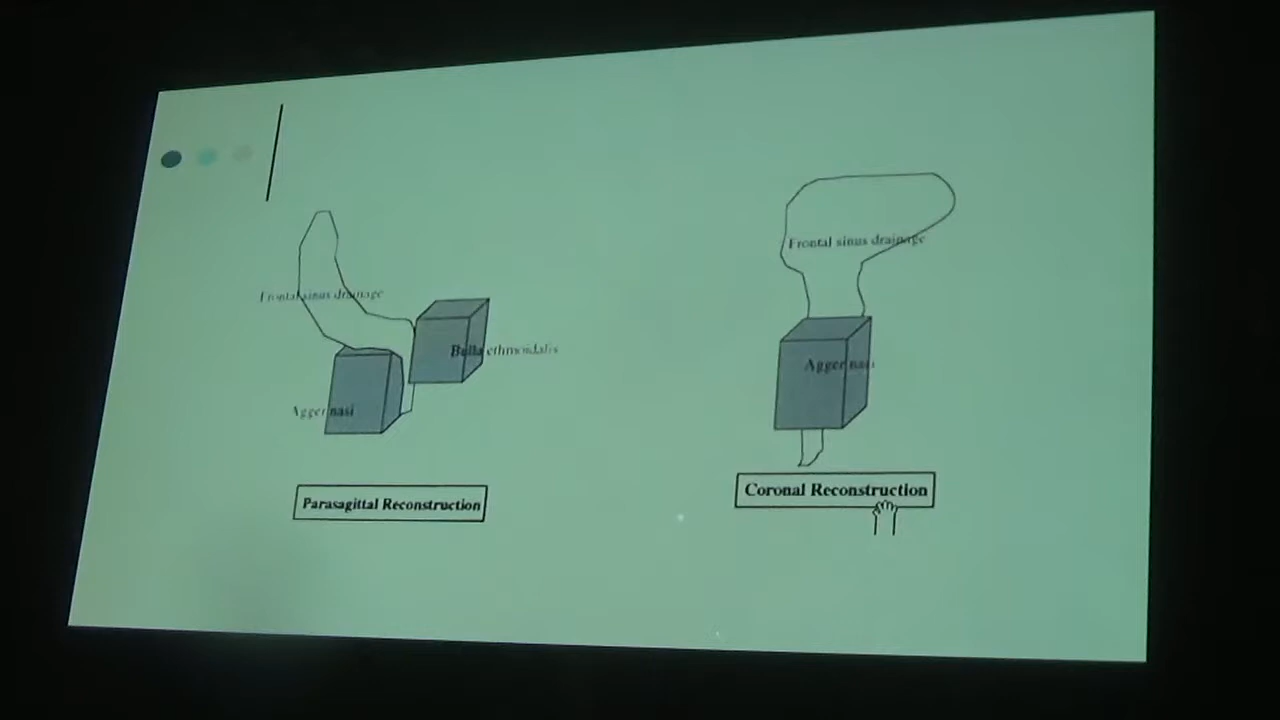 Frontal sinus drainage
Bulla ethmoidalis
Agger nasi
Parasagittal Reconstruction
Frontal sinus drainage
Agger nasi
Coronal Reconstruction